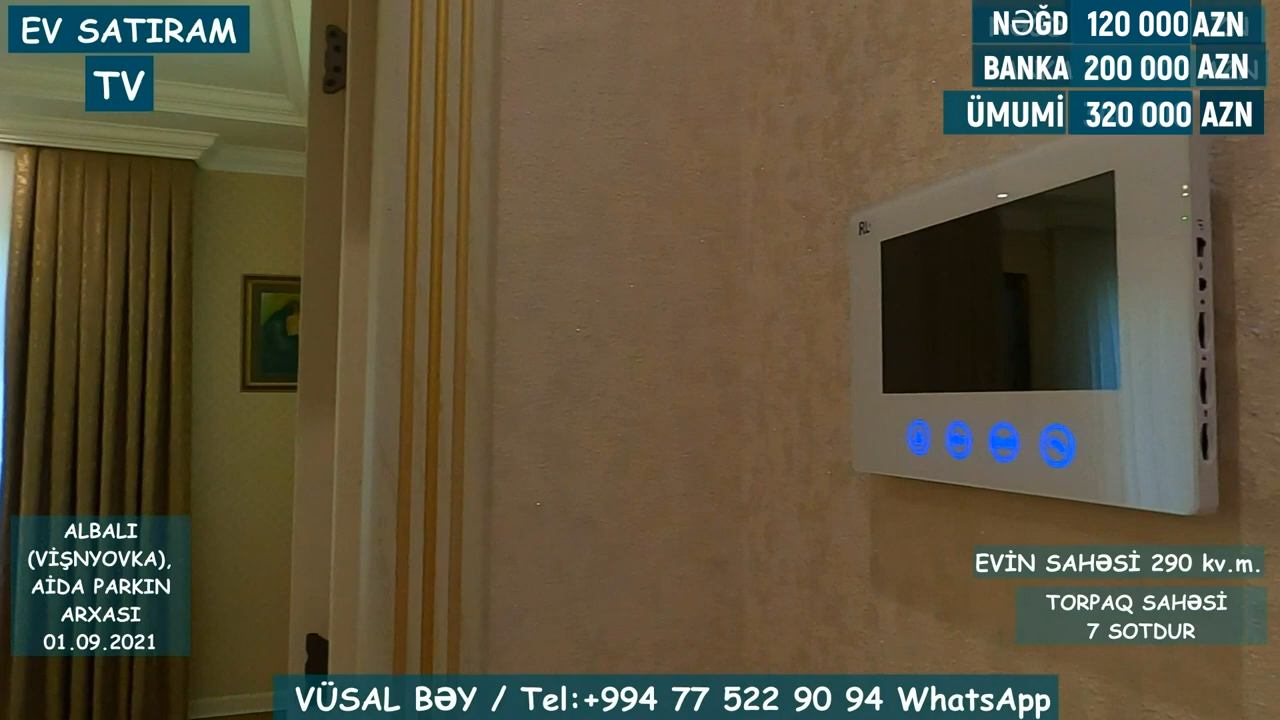 EV SATIRAM
TV
NƏĞD 120 000 AZN
BANKA 200 000 AZN
ÜMUMİ 320 000 AZN
RL
ALBALI
(VİŞNYOVKA),
AİDA PARKIN
ARXASI
01.09.2021
EVİN SAHƏSİ 290 kv.m.
TORPAQ SAHƏSİ
7 SOTDUR
VÜSAL BƏY / Tel:+994 77 522 90 94 WhatsApp